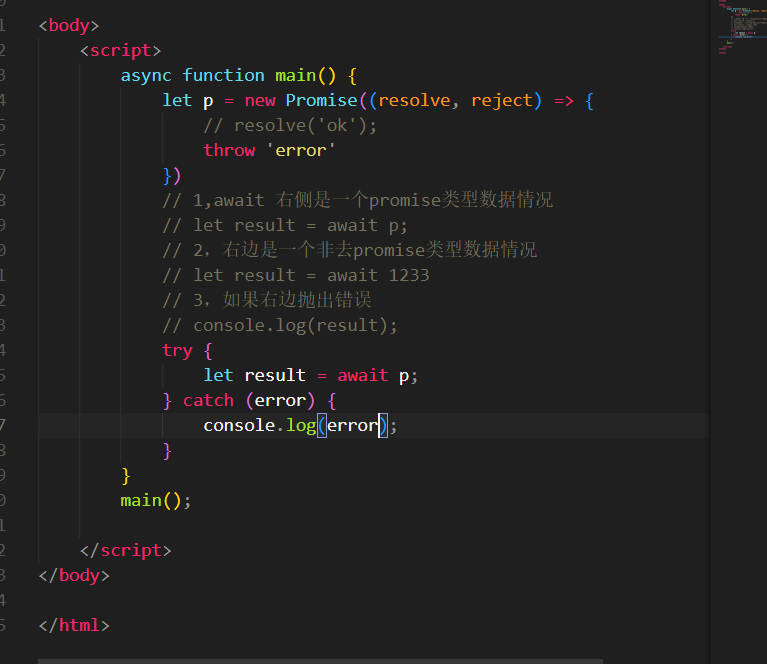 <body>
<script>
async function main() {
let p = new Promise((resolve, reject) => {
// resolve('ok');
throw 'error'
})
// 1,await 右侧是一个promise类型数据情况
// let result = await p;
// 2，右边是一个非去promise类型数据情况
// let result = await 1233
// 3，如果右边抛出错误
// console.log(result);
try {
let result = await p;
} catch (error) {
console.log(error);
}
}
main();
</script>
</body>
</html>